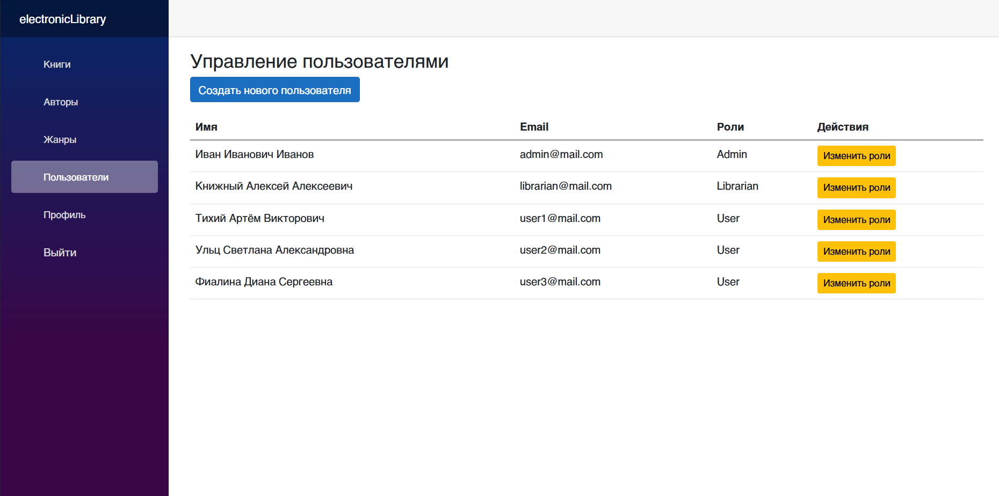 electronicLibrary
Книги
Авторы
Жанры
Пользователи
Профиль
Выйти
Управление пользователями
Создать нового пользователя
Имя Email Роли Действия
Иван Иванович Иванов admin@mail.com Admin Изменить роли
Книжный Алексей Алексеевич librarian@mail.com Librarian Изменить роли
Тихий Артём Викторович user1@mail.com User Изменить роли
Ульц Светлана Александровна user2@mail.com User Изменить роли
Фиалина Диана Сергеевна user3@mail.com User Изменить роли